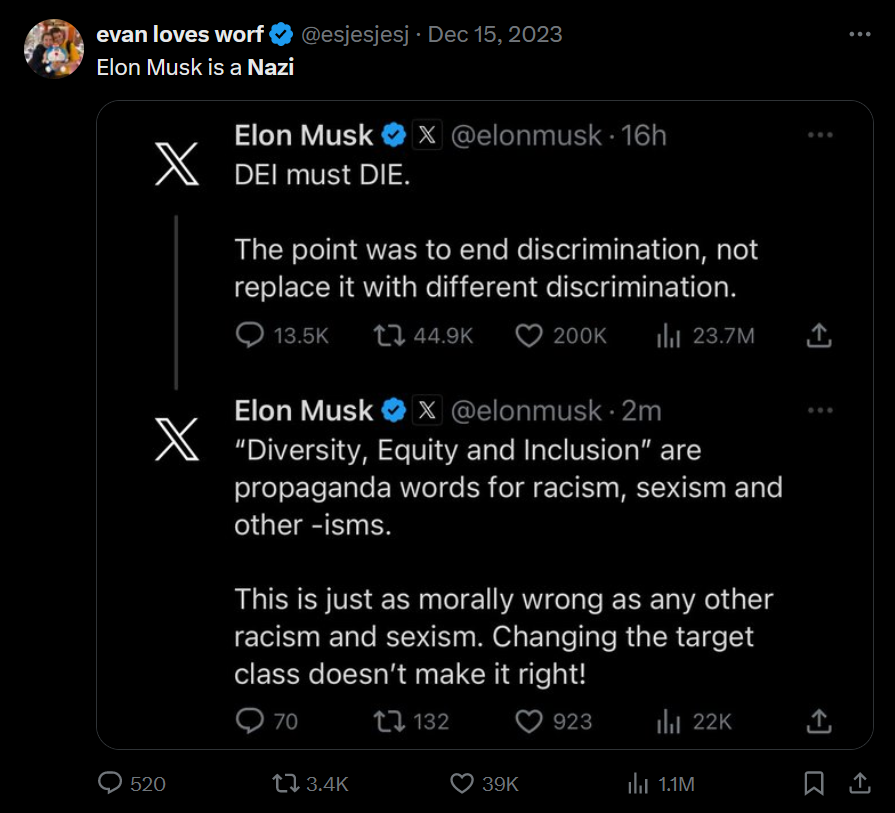 evan loves worf @esjesjesj · Dec 15, 2023
Elon Musk is a Nazi
Elon Musk X @elonmusk · 16h
DEI must DIE.
The point was to end discrimination, not
replace it with different discrimination.
13.5K 44.9K 200K 23.7M
Elon Musk X @elonmusk · 2m
“Diversity, Equity and Inclusion” are
propaganda words for racism, sexism and
other -isms.
This is just as morally wrong as any other
racism and sexism. Changing the target
class doesn’t make it right!
70 132 923 22K
520 3.4K 39K 1.1M